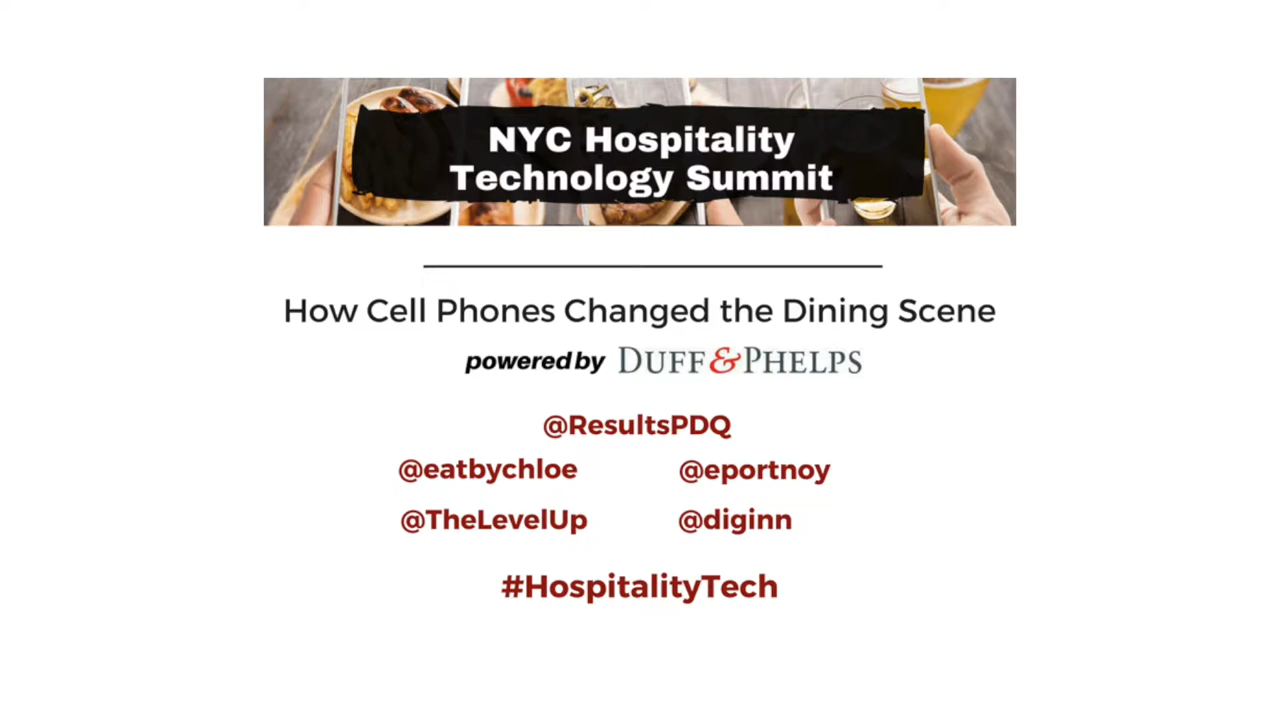 NYC Hospitality
Technology Summit
How Cell Phones Changed the Dining Scene
powered by DUFF & PHELPS
@ResultsPDQ
@eatbychloe @eportnoy
@TheLevelUp @diginn
#HospitalityTech